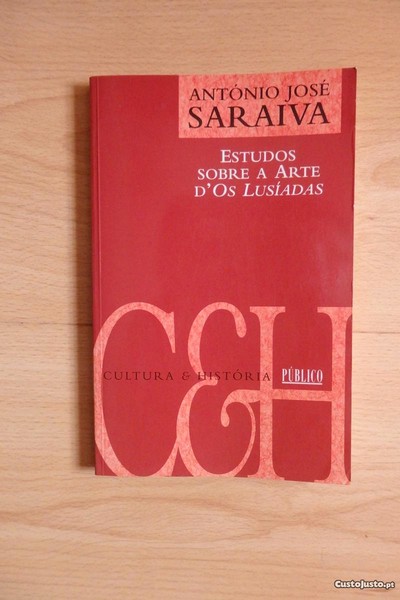 ANTÓNIO JOSÉ
SARAIVA
ESTUDOS
SOBRE A ARTE
D'OS LUSÍADAS
C&H
CULTURA & HISTÓRIA
PÚBLICO
CustoJusto.pt